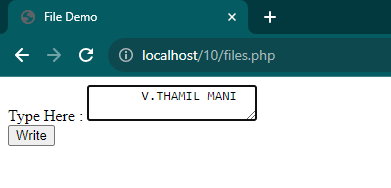 File Demo
localhost/10/files.php
V.THAMIL MANI
Type Here :
Write